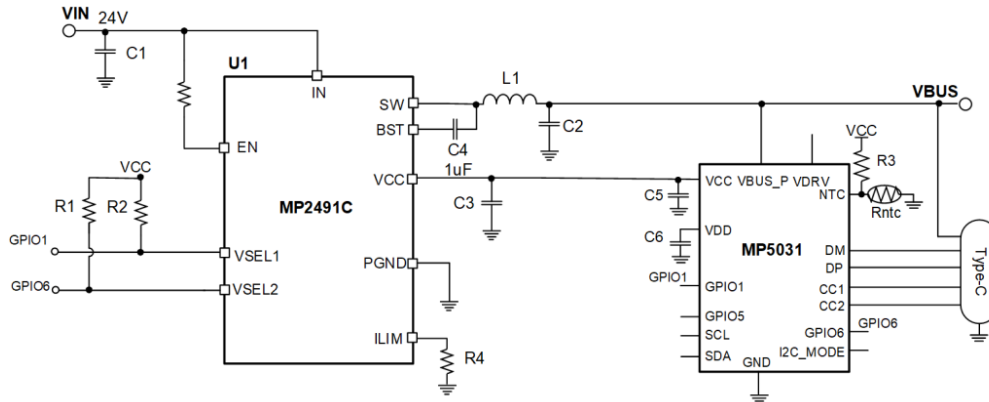 VIN
24V
C1
U1
IN
L1
SW
VBUS
BST
C4
C2
VCC
EN
VCC
1uF
VCC
R3
VCC
VBUS_P
VDRV
NTC
Rntc
R1
R2
MP2491C
C3
C5
C6
VDD
MP5031
GPIO1
VSEL1
PGND
DM
DP
Type-C
GPIO1
GPIO1
CC1
GPIO6
VSEL2
CC2
GPIO5
GPIO6
GPIO6
SCL
I2C_MODE
ILIM
R4
SDA
GND